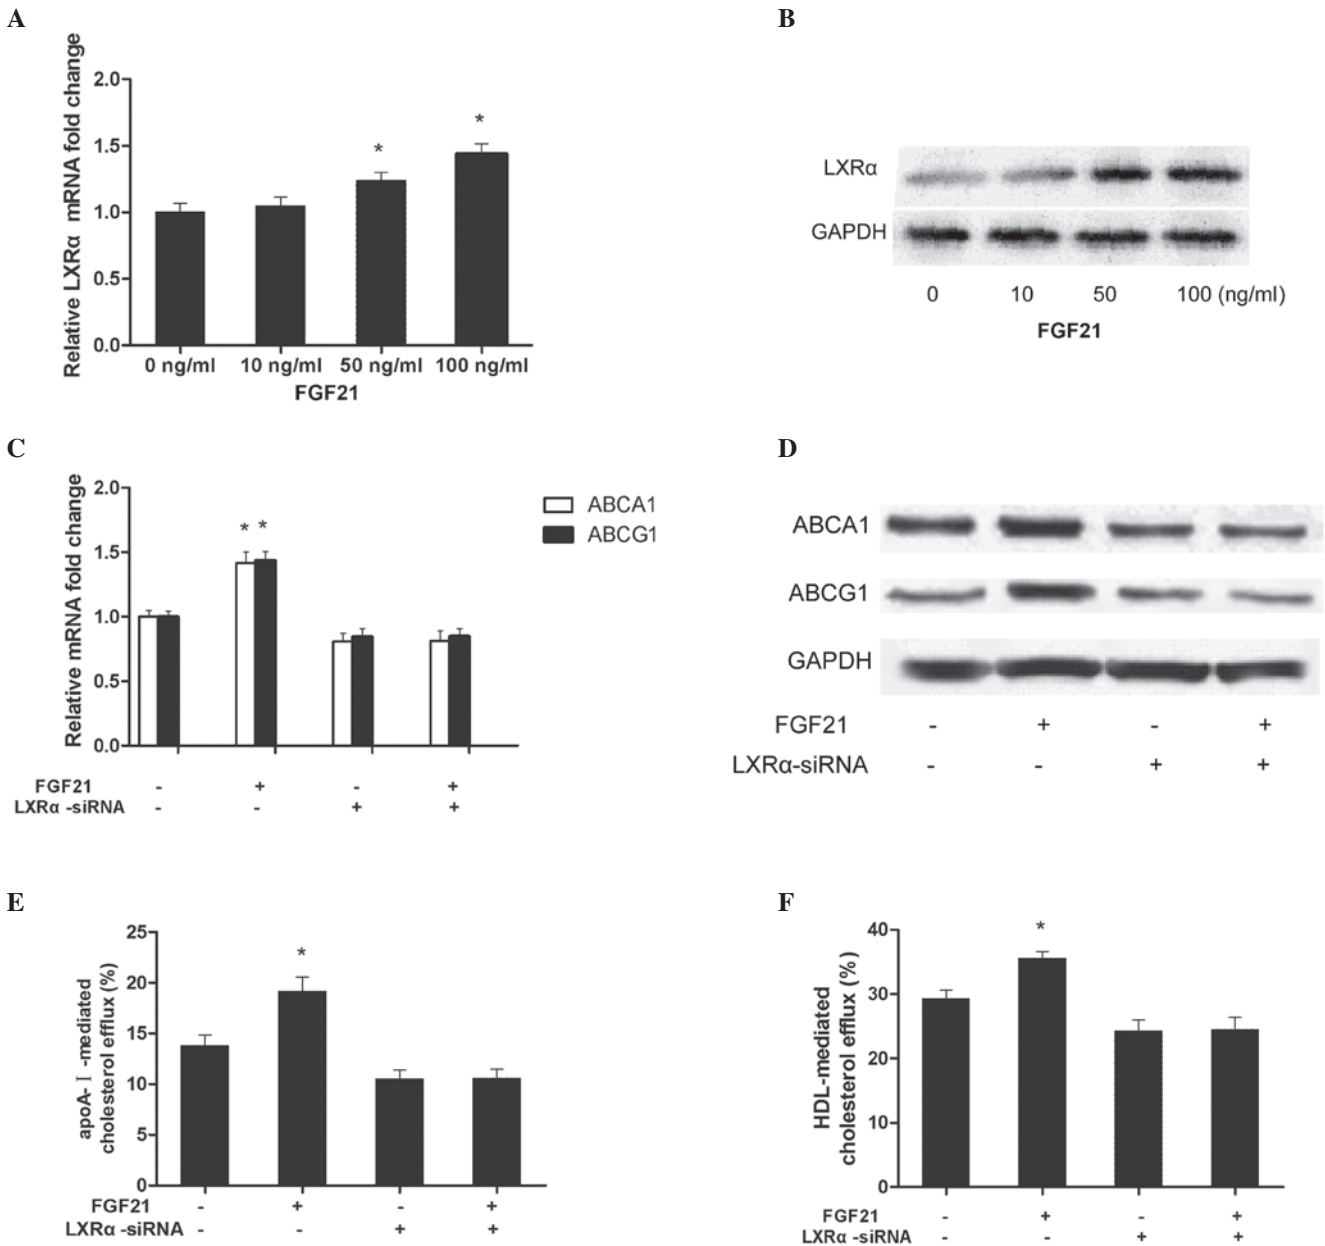 A
Relative LXRα mRNA fold change
2.0
*
1.5
*
1.0
0.5
0.0
0 ng/ml 10 ng/ml 50 ng/ml 100 ng/ml
FGF21
B
LXRα
GAPDH
0 10 50 100 (ng/ml)
FGF21
C
Relative mRNA fold change
2.0
* *
1.5
1.0
0.5
0.0
ABCA1
ABCG1
FGF21 - + - +
LXRα -siRNA - - + +
D
ABCA1
ABCG1
GAPDH
FGF21 - + - +
LXRα-siRNA - - + +
E
apoA-Ⅰ-mediated
cholesterol efflux (%)
25
*
20
15
10
5
0
FGF21 - + - +
LXRα -siRNA - - + +
F
HDL-mediated
cholesterol efflux (%)
40
*
30
20
10
0
FGF21 - + - +
LXRα -siRNA - - + +